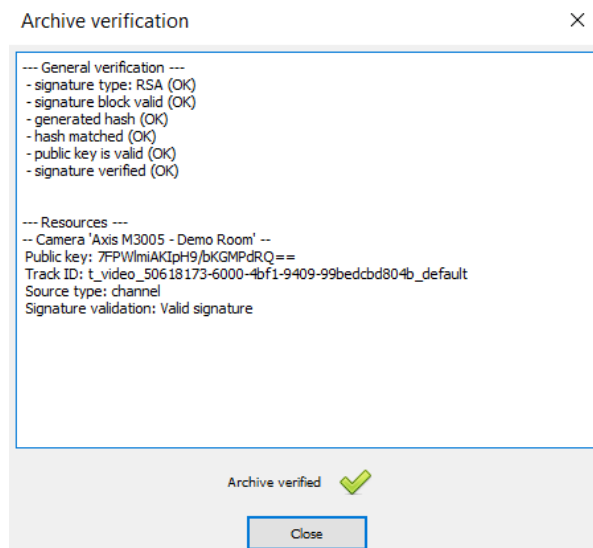 Archive verification
--- General verification ---
- signature type: RSA (OK)
- signature block valid (OK)
- generated hash (OK)
- hash matched (OK)
- public key is valid (OK)
- signature verified (OK)
--- Resources ---
-- Camera 'Axis M3005 - Demo Room' --
Public key: 7FPWlmiAKIpH9/bKGMPdRQ==
Track ID: t_video_50618173-6000-4bf1-9409-99bedcbd804b_default
Source type: channel
Signature validation: Valid signature
Archive verified
Close